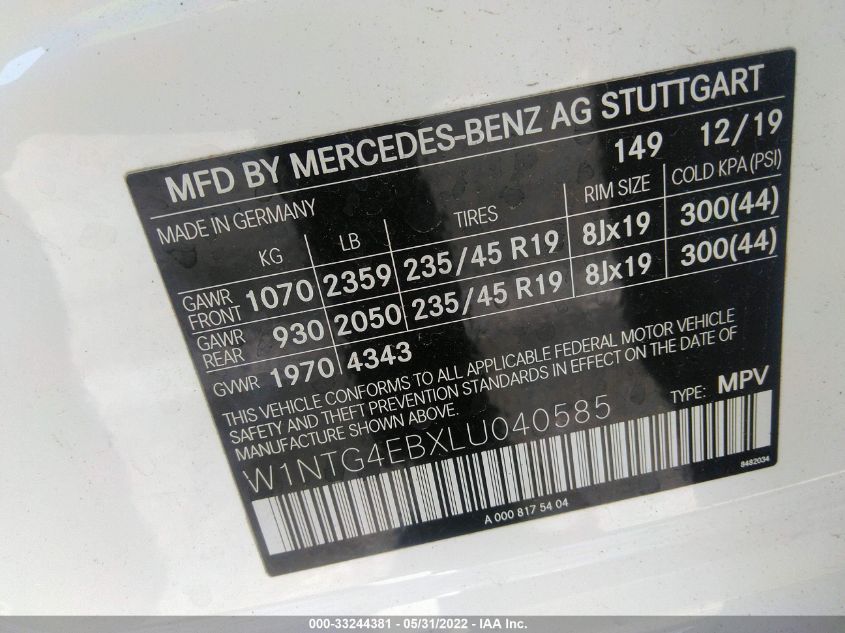 MFD BY MERCEDES-BENZ AG STUTTGART
149 12/19
MADE IN GERMANY
KG LB TIRES RIM SIZE COLD KPA (PSI)
GAWR FRONT 1070 2359 235/45 R19 8Jx19 300(44)
GAWR REAR 930 2050 235/45 R19 8Jx19 300(44)
GVWR 1970 4343
THIS VEHICLE CONFORMS TO ALL APPLICABLE FEDERAL MOTOR VEHICLE
SAFETY AND THEFT PREVENTION STANDARDS IN EFFECT ON THE DATE OF
MANUFACTURE SHOWN ABOVE.
TYPE: MPV
W1NTG4EBXLU040585
8482034
A 000 817 54 04
000-33244381 - 05/31/2022 - IAA Inc.